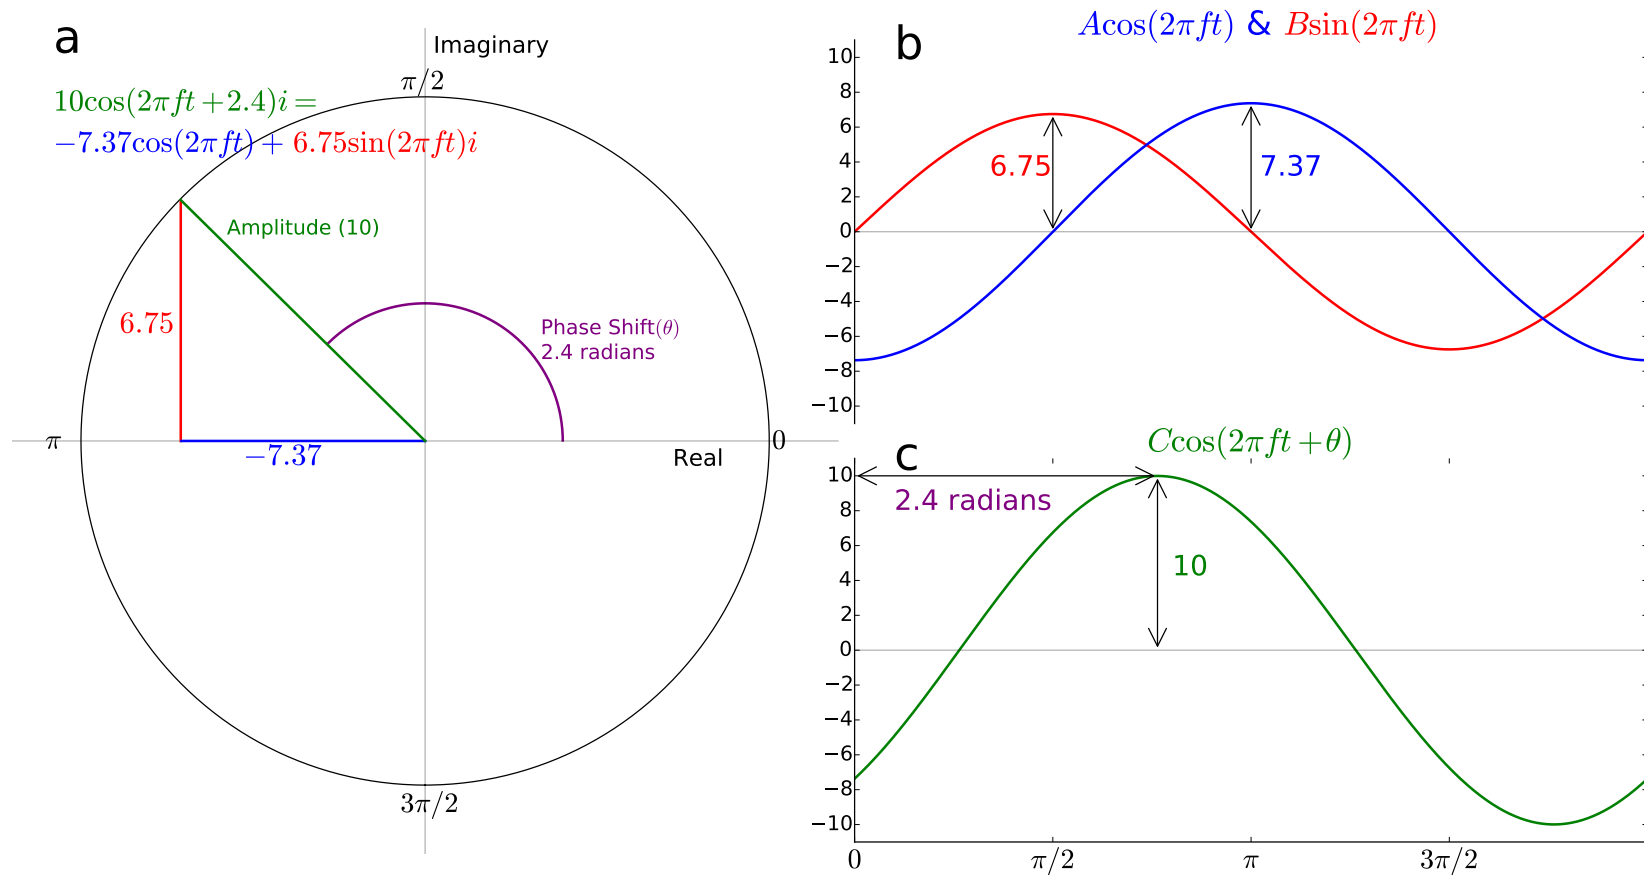 a
Imaginary
π/2
10cos(2πft+2.4)i=
−7.37cos(2πft)+ 6.75sin(2πft)i
Amplitude (10)
6.75
Phase Shift(θ)
2.4 radians
π
−7.37
Real
0
3π/2
b
Acos(2πft) & Bsin(2πft)
10
8
6
4
2
0
−2
−4
−6
−8
−10
6.75
7.37
c
Ccos(2πft+θ)
10
8
6
4
2
0
−2
−4
−6
−8
−10
2.4 radians
10
0
π/2
π
3π/2